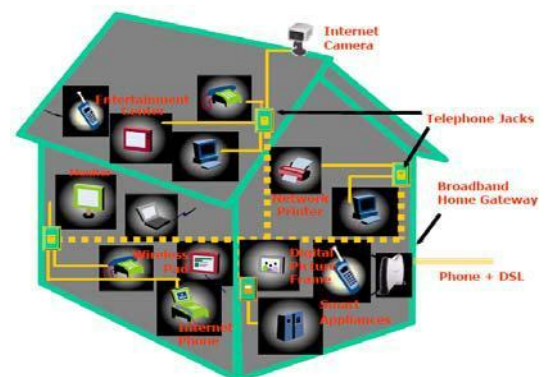 Internet
Camera
Entertainment
Center
Telephone Jacks
Network
Printer
Broadband
Home Gateway
Wireless
Pad
Digital
Picture
Frame
Phone + DSL
Internet
Phone
Smart
Appliances